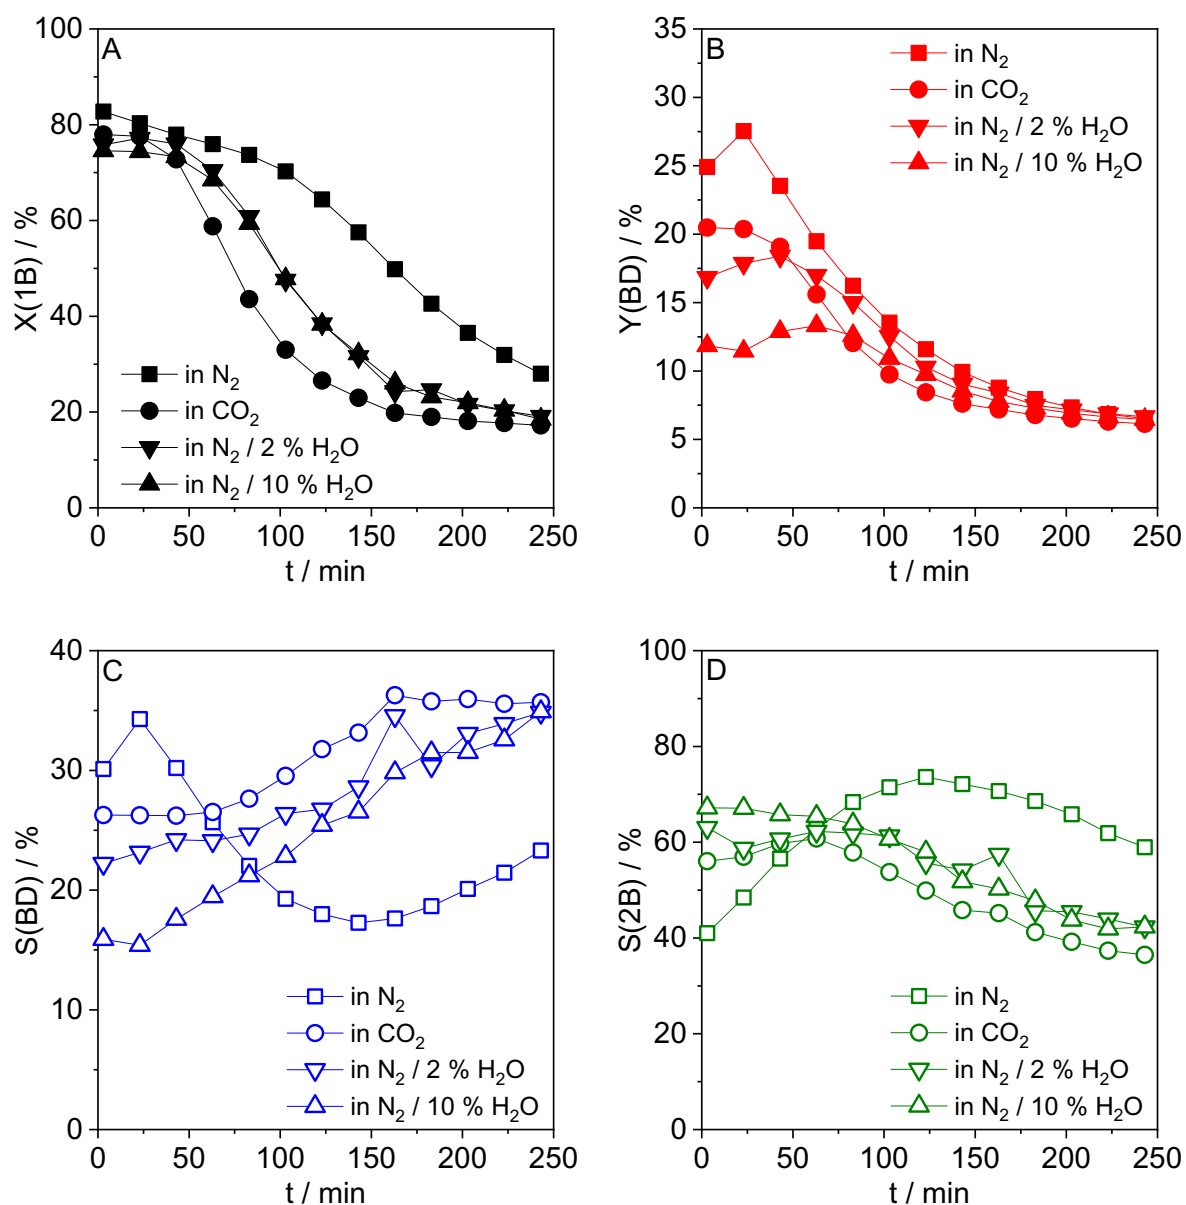 A
X(1B) / %
100
80
60
40
20
0
in N₂
in CO₂
in N₂ / 2 % H₂O
in N₂ / 10 % H₂O
0 50 100 150 200 250
t / min
B
Y(BD) / %
35
30
25
20
15
10
5
0
in N₂
in CO₂
in N₂ / 2 % H₂O
in N₂ / 10 % H₂O
0 50 100 150 200 250
t / min
C
S(BD) / %
40
30
20
10
0
in N₂
in CO₂
in N₂ / 2 % H₂O
in N₂ / 10 % H₂O
0 50 100 150 200 250
t / min
D
S(2B) / %
100
80
60
40
20
0
in N₂
in CO₂
in N₂ / 2 % H₂O
in N₂ / 10 % H₂O
0 50 100 150 200 250
t / min